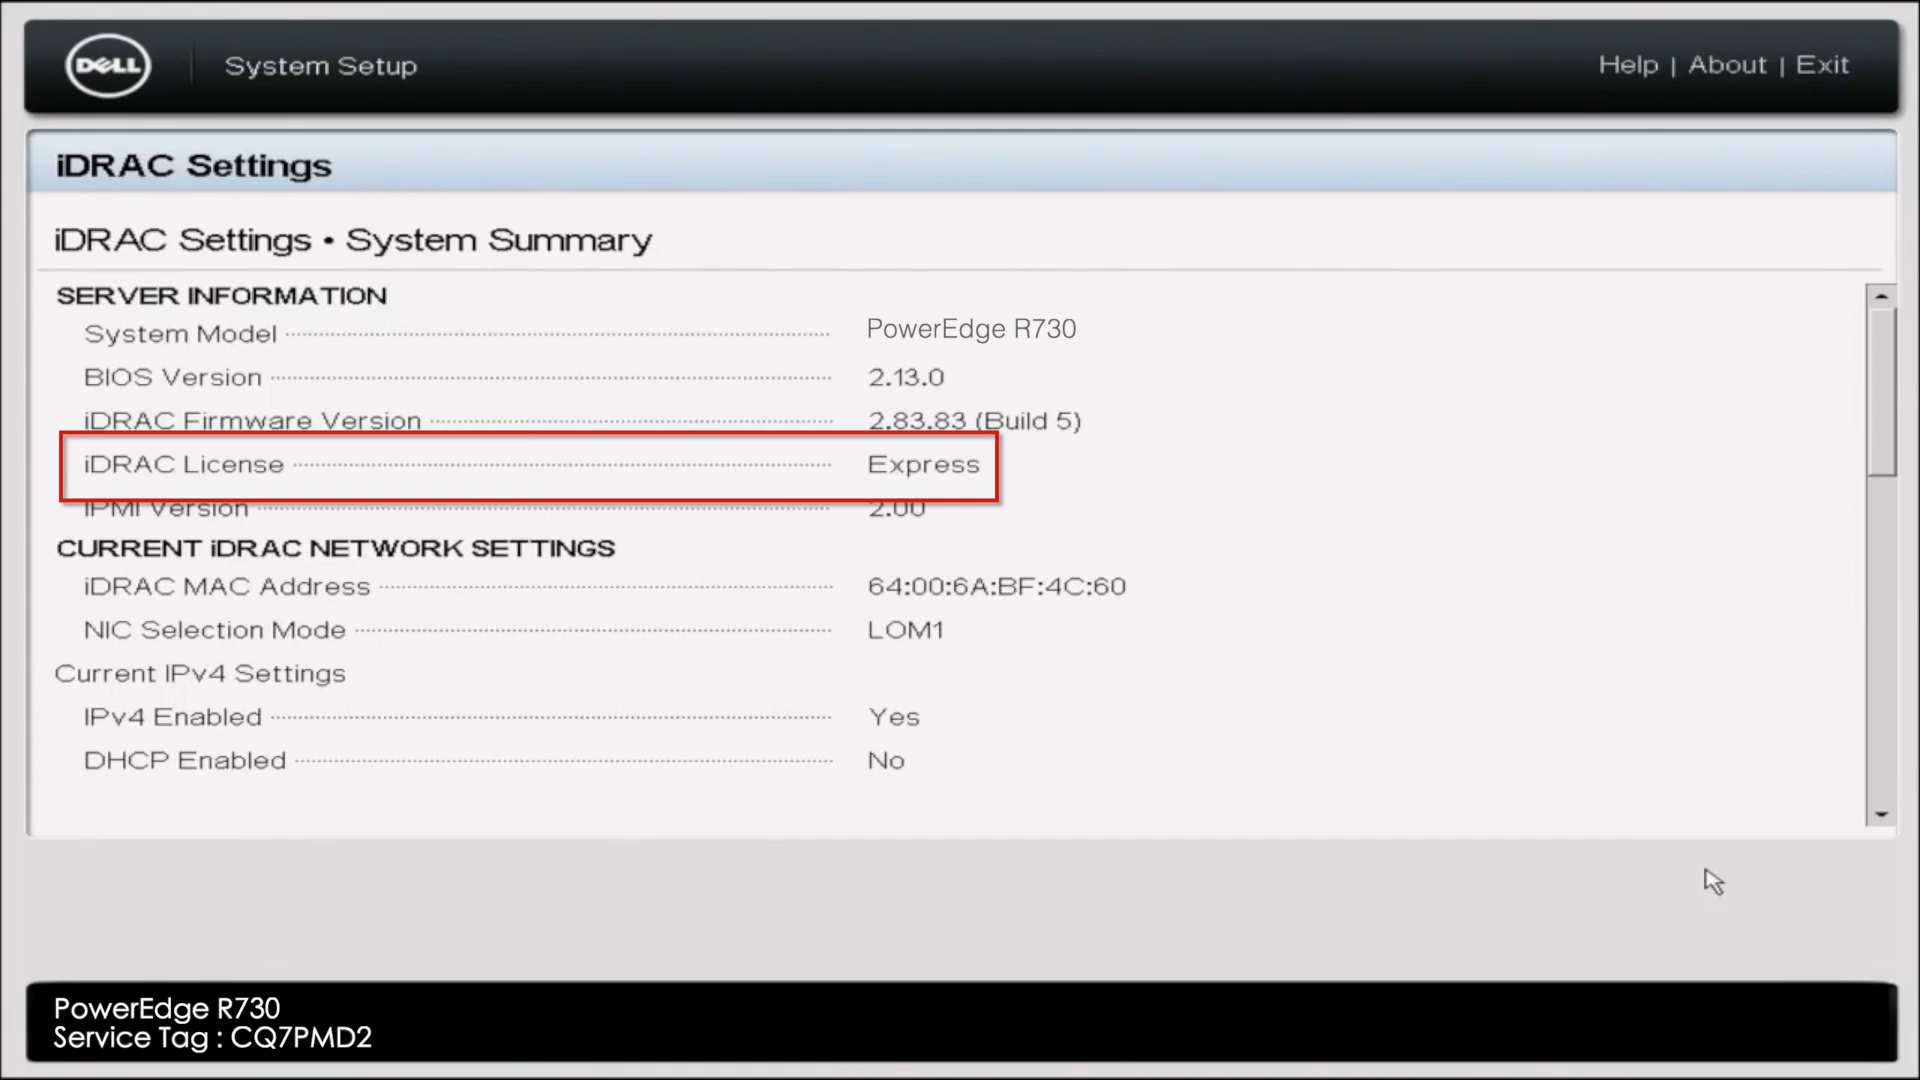 DELL
System Setup
Help | About | Exit
iDRAC Settings
iDRAC Settings • System Summary
SERVER INFORMATION
System Model PowerEdge R730
BIOS Version 2.13.0
iDRAC Firmware Version 2.83.83 (Build 5)
iDRAC License Express
IPMI Version 2.00
CURRENT iDRAC NETWORK SETTINGS
iDRAC MAC Address 64:00:6A:BF:4C:60
NIC Selection Mode LOM1
Current IPv4 Settings
IPv4 Enabled Yes
DHCP Enabled No
PowerEdge R730
Service Tag : CQ7PMD2